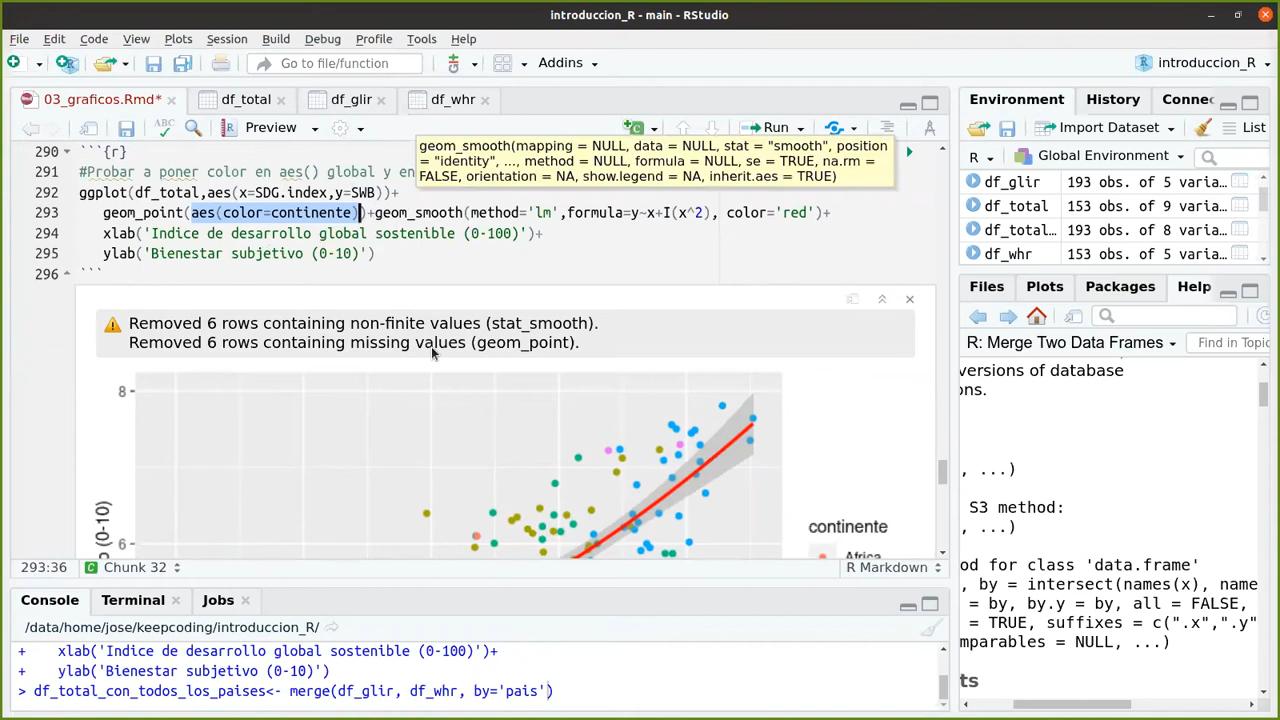 introduccion_R - main - RStudio
File Edit Code View Plots Session Build Debug Profile Tools Help
Go to file/function Addins introduccion_R
03_graficos.Rmd* df_total df_glir df_whr
ABC Preview Run
geom_smooth(mapping = NULL, data = NULL, stat = "smooth", position
= "identity", ..., method = NULL, formula = NULL, se = TRUE, na.rm =
FALSE, orientation = NA, show.legend = NA, inherit.aes = TRUE)
290 ```{r}
291 #Probar a poner color en aes() global y en
292 ggplot(df_total,aes(x=SDG.index,y=SWB))+
293 geom_point(aes(color=continente))+geom_smooth(method='lm',formula=y~x+I(x^2), color='red')+
294 xlab('Indice de desarrollo global sostenible (0-100)')+
295 ylab('Bienestar subjetivo (0-10)')
296 ```
Removed 6 rows containing non-finite values (stat_smooth).
Removed 6 rows containing missing values (geom_point).
8
6
(0-10)
continente
Africa
293:36 Chunk 32 R Markdown
Console Terminal Jobs
/data/home/jose/keepcoding/introduccion_R/
+ xlab('Indice de desarrollo global sostenible (0-100)')+
+ ylab('Bienestar subjetivo (0-10)')
> df_total_con_todos_los_paises<- merge(df_glir, df_whr, by='pais')
Environment History Connec
Import Dataset List
R Global Environment
df_glir 193 obs. of 5 varia…
df_total 193 obs. of 9 varia…
df_total… 193 obs. of 8 varia…
df_whr 153 obs. of 5 varia…
Files Plots Packages Help
R: Merge Two Data Frames Find in Topic
versions of database
ons.
, ...)
S3 method:
, ...)
od for class 'data.frame'
, by = intersect(names(x), name
= by, by.y = by, all = FALSE,
= TRUE, suffixes = c(".x",".y"
mparables = NULL, ...)
ts